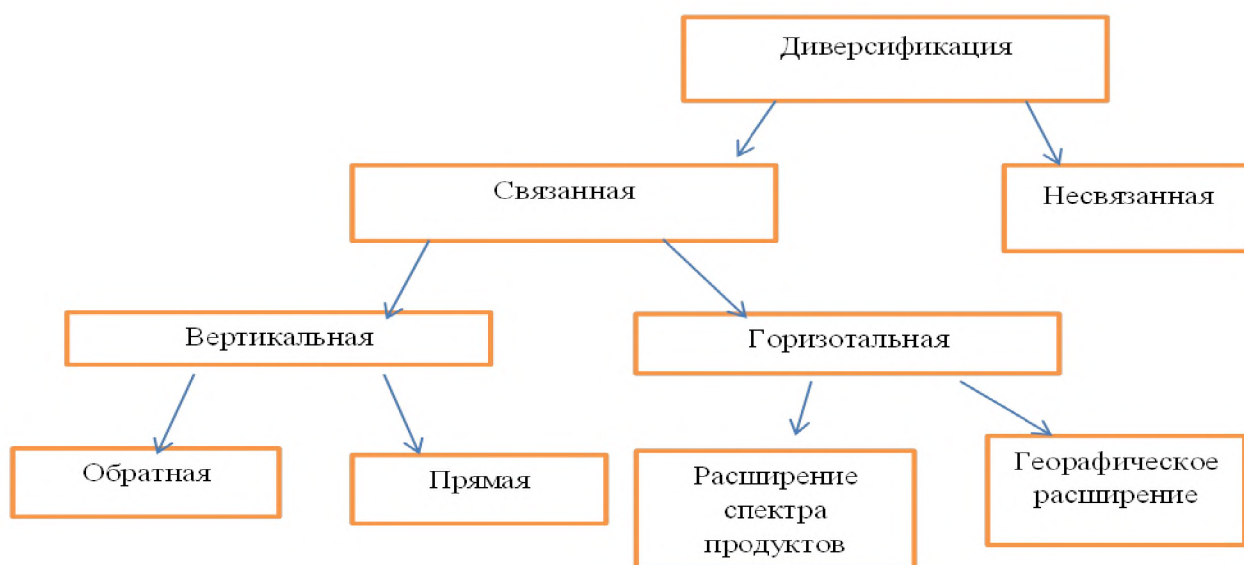 Диверсификация
Связанная
Несвязанная
Вертикальная
Горизотальная
Обратная
Прямая
Расширение
спектра
продуктов
Георафическое
расширение